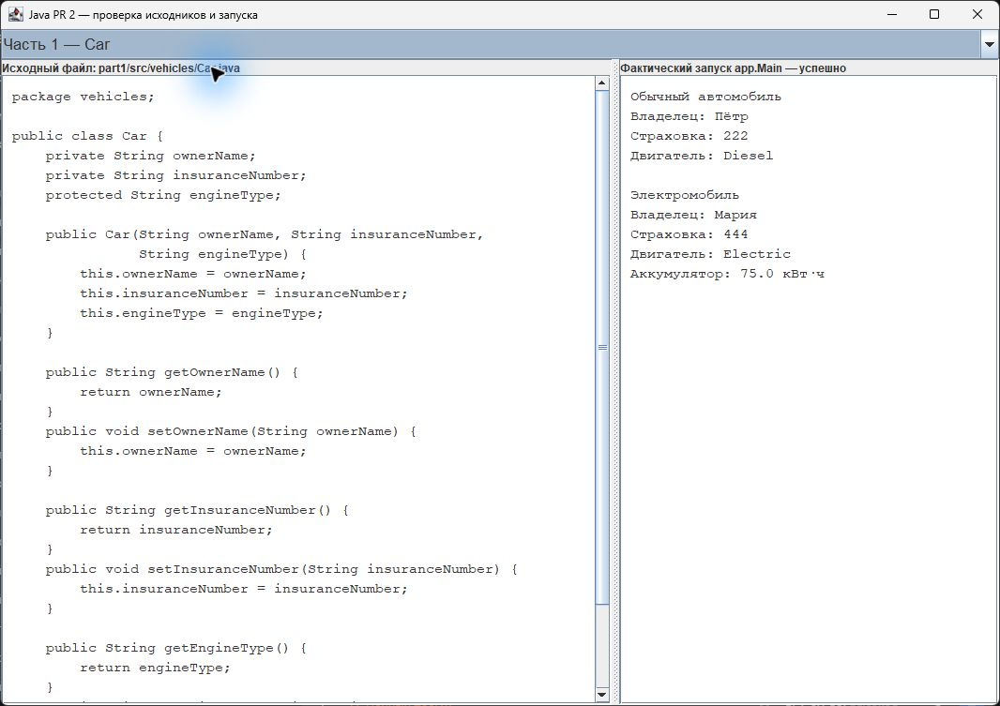 Java PR 2 — проверка исходников и запуска
Часть 1 — Car
Исходный файл: part1/src/vehicles/Car.java
package vehicles;
public class Car {
    private String ownerName;
    private String insuranceNumber;
    protected String engineType;
    public Car(String ownerName, String insuranceNumber,
               String engineType) {
        this.ownerName = ownerName;
        this.insuranceNumber = insuranceNumber;
        this.engineType = engineType;
    }
    public String getOwnerName() {
        return ownerName;
    }
    public void setOwnerName(String ownerName) {
        this.ownerName = ownerName;
    }
    public String getInsuranceNumber() {
        return insuranceNumber;
    }
    public void setInsuranceNumber(String insuranceNumber) {
        this.insuranceNumber = insuranceNumber;
    }
    public String getEngineType() {
        return engineType;
    }
Фактический запуск app.Main — успешно
Обычный автомобиль
Владелец: Пётр
Страховка: 222
Двигатель: Diesel
Электромобиль
Владелец: Мария
Страховка: 444
Двигатель: Electric
Аккумулятор: 75.0 кВт·ч